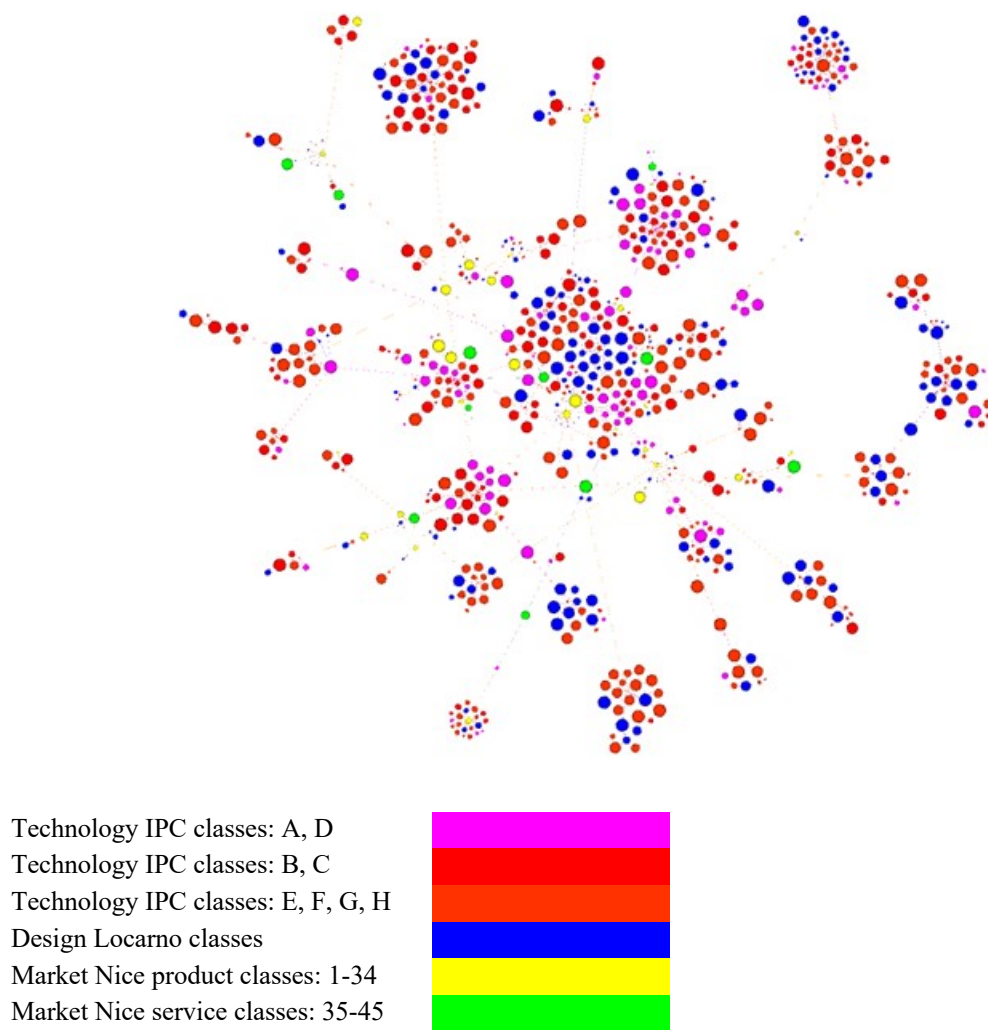 Technology IPC classes: A, D
Technology IPC classes: B, C
Technology IPC classes: E, F, G, H
Design Locarno classes
Market Nice product classes: 1-34
Market Nice service classes: 35-45